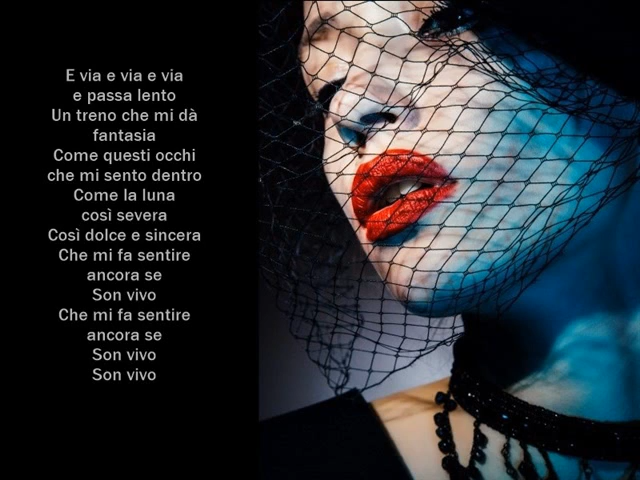 E via e via e via
e passa lento
Un treno che mi dà
fantasia
Come questi occhi
che mi sento dentro
Come la luna
così severa
Così dolce e sincera
Che mi fa sentire
ancora se
Son vivo
Che mi fa sentire
ancora se
Son vivo
Son vivo